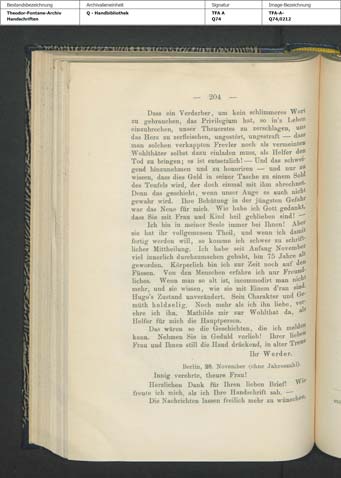 Bestandsbezeichnung
Archivalieneinheit
Signatur
Image-Bezeichnung
Theodor-Fontane-Archiv
Handschriften
Q - Handbibliothek
TFA A
Q74
TFA-A-
Q74,0212
— 204 —
Dass ein Verderber, um kein schlimmeres Wort
zu gebrauchen, das Privilegium hat, so in's Leben
einzubrechen, unser Theuerstes zu zerschlagen, uns
das Herz zu zerfleischen, ungestört, ungestraft — dass
man solchen verkappten Frevler noch als vermeintem
Wohlthäter selbst dazu einladen muss, als Helfer den
Tod zu bringen; es ist entsetzlich! — Und das schwei-
gend hinzunehmen und zu honoriren — und nur zu
wissen, dass dies Geld in seiner Tasche zu einem Sold
des Teufels wird, der doch einmal mit ihm abrechnet.
Denn das geschieht, wenn unser Auge es auch nicht
gewahr wird. Ihre Behütung in der jüngsten Gefahr
war das Neue für mich. Wie habe ich Gott gedankt,
dass Sie mit Frau und Kind heil geblieben sind! —
Ich bin in meiner Seele immer bei Ihnen! Aber
sie hat ihr vollgemessen Theil, und wenn ich damit
fertig werden will, so komme ich schwer zu schrift-
licher Mittheilung. Ich habe seit Anfang November
viel innerlich durchzumachen gehabt, bin 75 Jahre alt
geworden. Körperlich bin ich zur Zeit noch auf den
Füssen. Von den Menschen erfahre ich nur Freund-
liches. Wenn man so alt ist, incommodirt man nicht
mehr, und sie wissen, wie sie mit Einem d'ran sind.
Hugo's Zustand unverändert. Sein Charakter und Ge-
müth haldselig. Noch mehr als ich ihn liebe, ver-
ehre ich ihn. Mathilde mir zur Wohlthat da, als
Helfer für mich die Hauptperson.
Das wären so die Geschichten, die ich melden
kann. Nehmen Sie in Geduld vorlieb! Ihrer lieben
Frau und Ihnen still die Hand drückend, in alter Treue
Ihr Werder.
Berlin, 28. November (ohne Jahreszahl).
Innig verehrte, theure Frau!
Herzlichen Dank für Ihren lieben Brief! Wie
freute ich mich, als ich Ihre Handschrift sah. —
Die Nachrichten lassen freilich mehr zu wünschen,